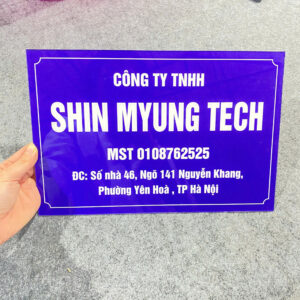 CÔNG TY TNHH
SHIN MYUNG TECH
MST 0108762525
ĐC: Số nhà 46, Ngõ 141 Nguyễn Khang,
Phường Yên Hoà , TP Hà Nội